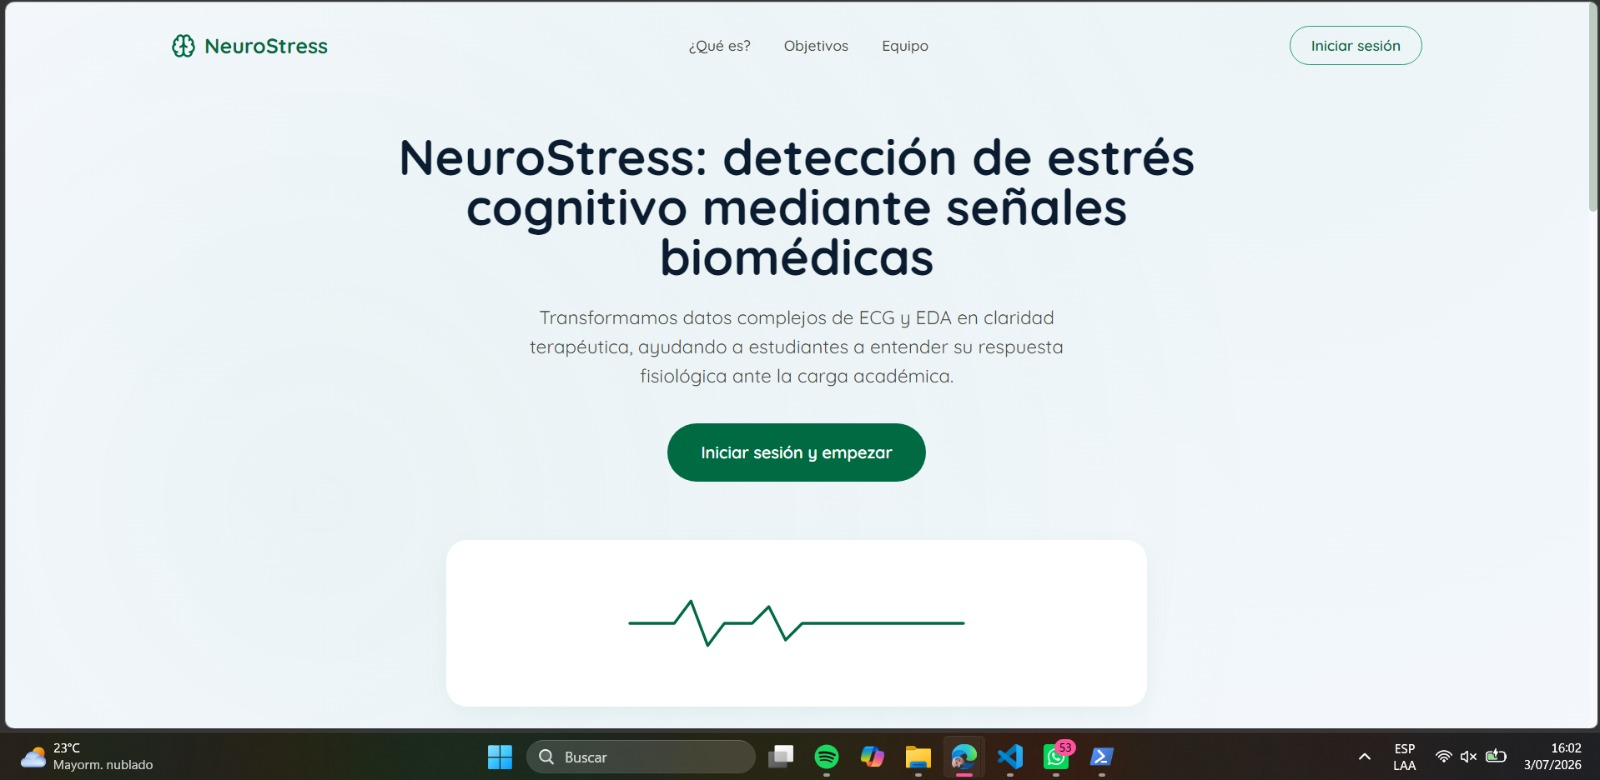 NeuroStress
¿Qué es?
Objetivos
Equipo
Iniciar sesión
NeuroStress: detección de estrés
cognitivo mediante señales
biomédicas
Transformamos datos complejos de ECG y EDA en claridad
terapéutica, ayudando a estudiantes a entender su respuesta
fisiológica ante la carga académica.
Iniciar sesión y empezar
23°C
Mayorm. nublado
Buscar
53
ESP
LAA
16:02
3/07/2026